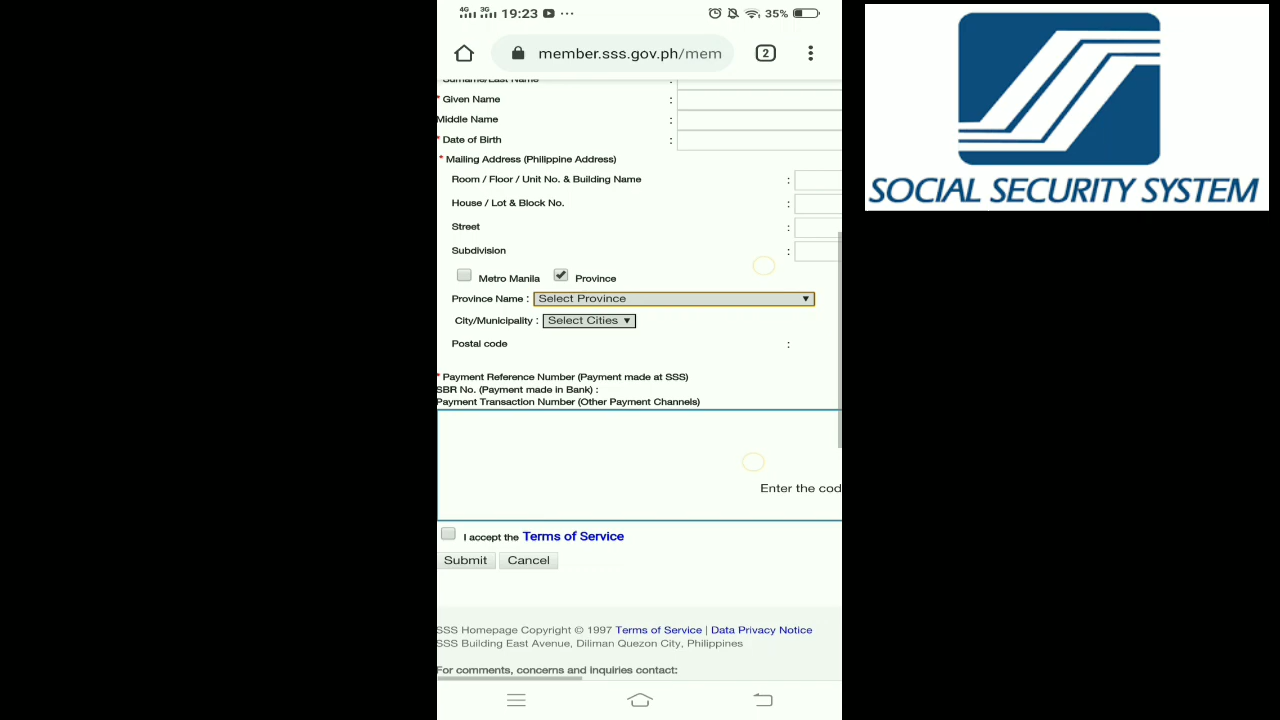 4G 3G 19:23 ... 35%
member.sss.gov.ph/mem 2
Surname/Last Name :
* Given Name :
Middle Name :
* Date of Birth :
* Mailing Address (Philippine Address)
Room / Floor / Unit No. & Building Name :
House / Lot & Block No. :
Street :
Subdivision :
Metro Manila Province
Province Name : Select Province
City/Municipality : Select Cities
Postal code :
* Payment Reference Number (Payment made at SSS)
SBR No. (Payment made in Bank) :
Payment Transaction Number (Other Payment Channels)
Enter the cod
I accept the Terms of Service
Submit Cancel
SSS Homepage Copyright © 1997 Terms of Service | Data Privacy Notice
SSS Building East Avenue, Diliman Quezon City, Philippines
For comments, concerns and inquiries contact:
SOCIAL SECURITY SYSTEM